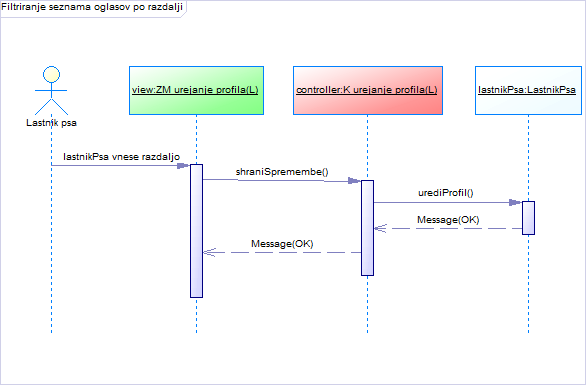 Filtriranje seznama oglasov po razdalji
view:ZM urejanje profila(L)
controller:K urejanje profila(L)
lastnikPsa:LastnikPsa
Lastnik psa
lastnikPsa vnese razdaljo
shraniSpremembe()
urediProfil()
Message(OK)
Message(OK)